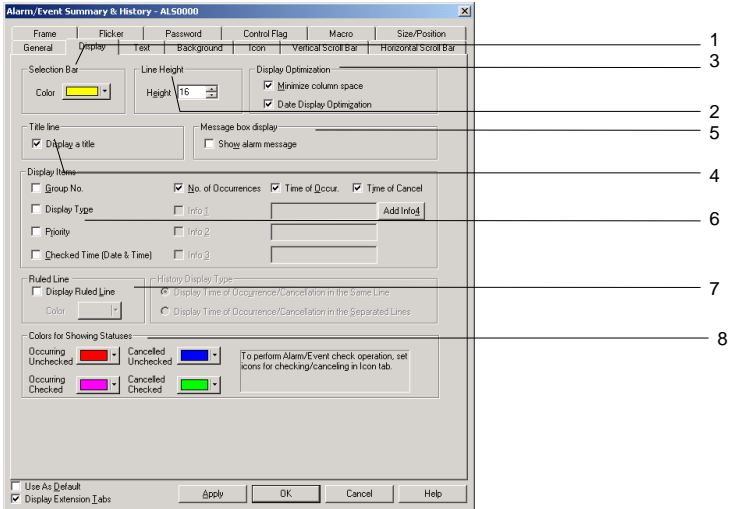 Alarm/Event Summary & History - ALS0000
Frame Flicker Password Control Flag Macro Size/Position
General Display Text Background Icon Vertical Scroll Bar Horizontal Scroll Bar
1
Selection Bar Line Height Display Optimization
3
Color Height 16 Minimize column space
Date Display Optimization
2
Title line Message box display
5
Display a title Show alarm message
Display Items
4
Group No. No. of Occurrences Time of Occur. Time of Cancel
Display Type Info 1 Add Info4
6
Priority Info 2
Checked Time (Date & Time) Info 3
Ruled Line History Display Type
Display Ruled Line Display Time of Occurrence/Cancellation in the Same Line
7
Color Display Time of Occurrence/Cancellation in the Separated Lines
Colors for Showing Statuses
8
Occurring Unchecked Cancelled Unchecked
To perform Alarm/Event check operation, set
icons for checking/canceling in Icon tab.
Occurring Checked Cancelled Checked
Use As Default
Display Extension Tabs
Apply OK Cancel Help